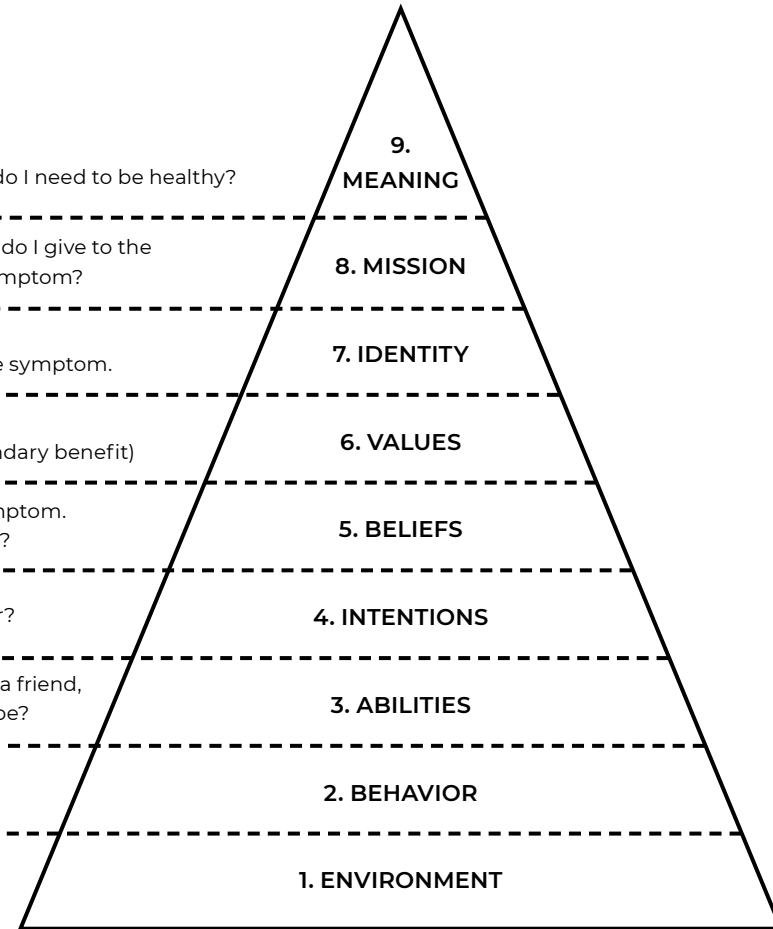 9.
do I need to be healthy?
MEANING
do I give to the
8. MISSION
mptom?
7. IDENTITY
e symptom.
6. VALUES
ndary benefit)
mptom.
5. BELIEFS
?
4. INTENTIONS
r?
a friend,
3. ABILITIES
be?
2. BEHAVIOR
1. ENVIRONMENT